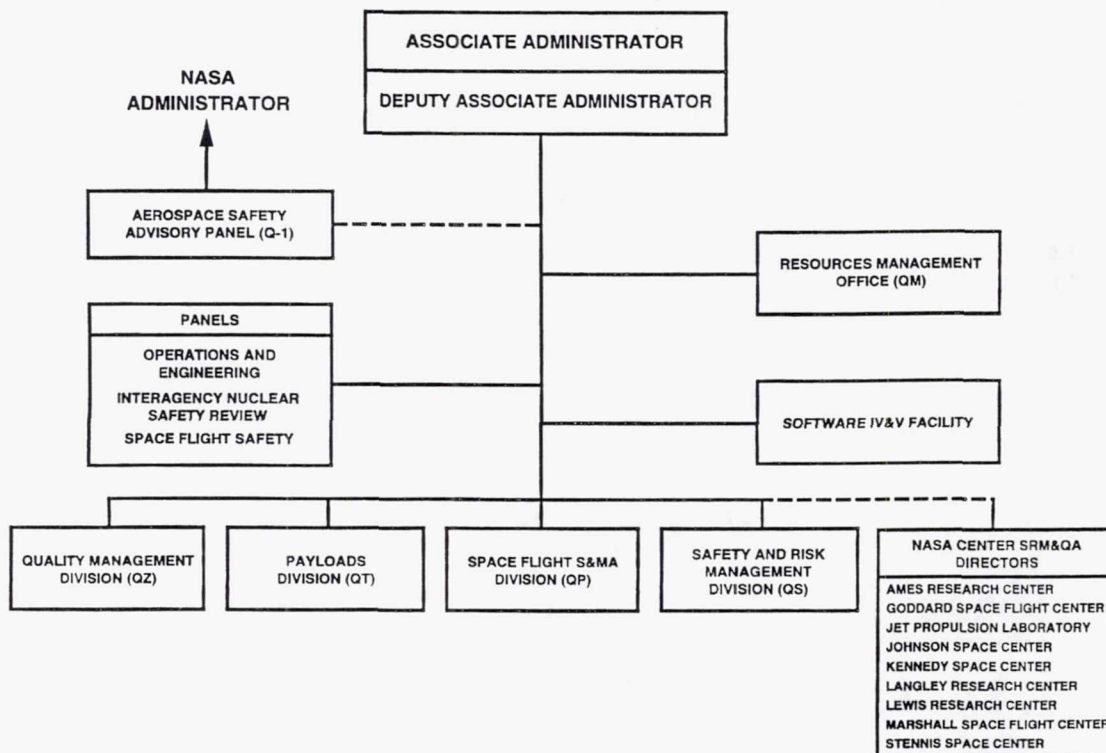 ASSOCIATE ADMINISTRATOR
DEPUTY ASSOCIATE ADMINISTRATOR
NASA
ADMINISTRATOR
AEROSPACE SAFETY
ADVISORY PANEL (Q-1)
RESOURCES MANAGEMENT
OFFICE (QM)
PANELS
OPERATIONS AND
ENGINEERING
INTERAGENCY NUCLEAR
SAFETY REVIEW
SPACE FLIGHT SAFETY
SOFTWARE IV&V FACILITY
QUALITY MANAGEMENT
DIVISION (QZ)
PAYLOADS
DIVISION (QT)
SPACE FLIGHT S&MA
DIVISION (QP)
SAFETY AND RISK
MANAGEMENT
DIVISION (QS)
NASA CENTER SRM&QA
DIRECTORS
AMES RESEARCH CENTER
GODDARD SPACE FLIGHT CENTER
JET PROPULSION LABORATORY
JOHNSON SPACE CENTER
KENNEDY SPACE CENTER
LANGLEY RESEARCH CENTER
LEWIS RESEARCH CENTER
MARSHALL SPACE FLIGHT CENTER
STENNIS SPACE CENTER